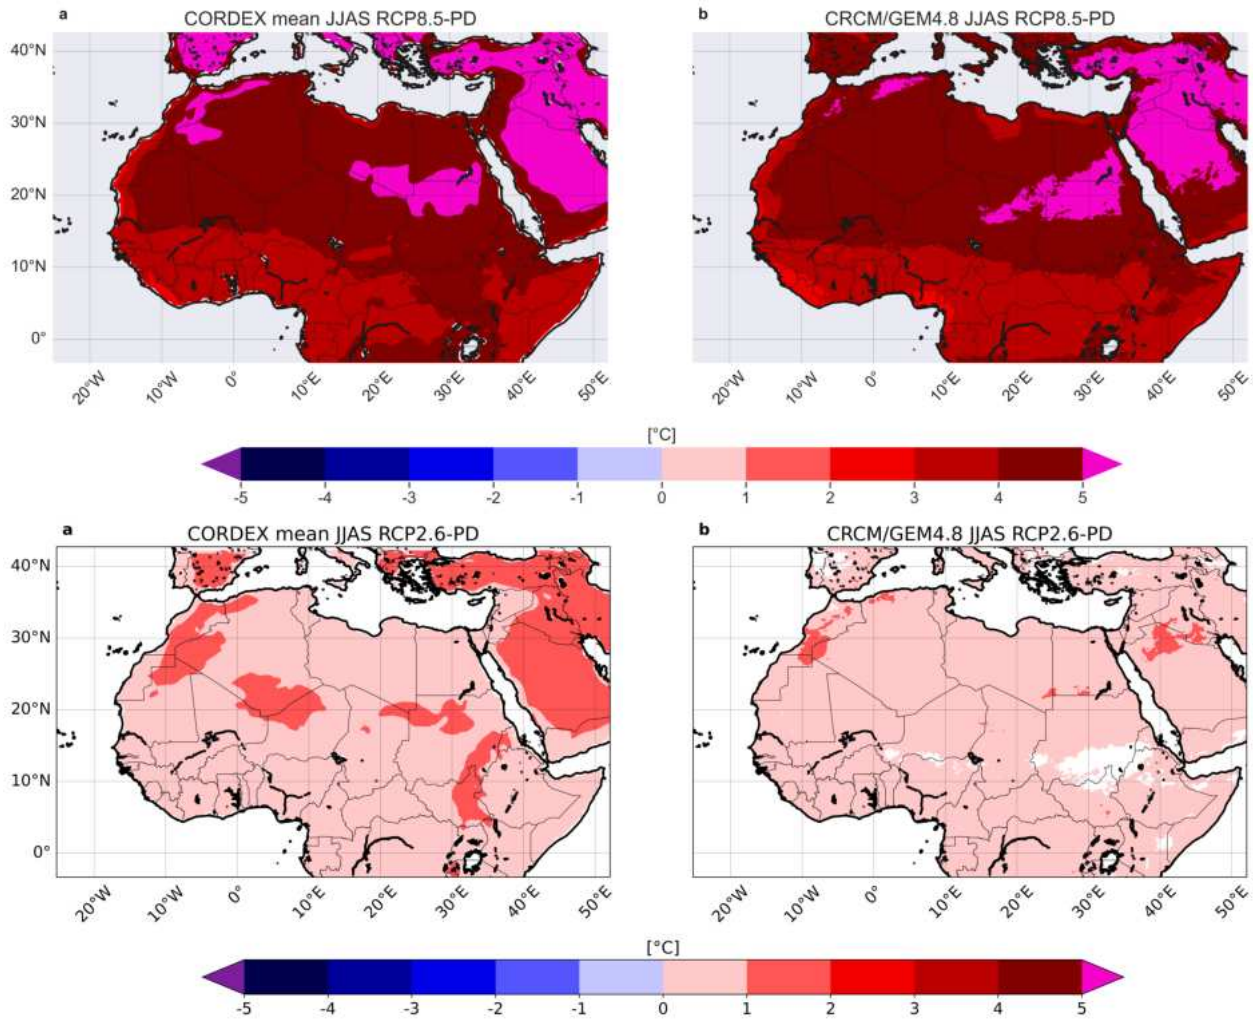 a CORDEX mean JJAS RCP8.5-PD
b CRCM/GEM4.8 JJAS RCP8.5-PD
40°N
30°N
20°N
10°N
0°
20°W 10°W 0° 10°E 20°E 30°E 40°E 50°E
20°W 10°W 0° 10°E 20°E 30°E 40°E 50°E
[°C]
-5 -4 -3 -2 -1 0 1 2 3 4 5
a CORDEX mean JJAS RCP2.6-PD
b CRCM/GEM4.8 JJAS RCP2.6-PD
40°N
30°N
20°N
10°N
0°
20°W 10°W 0° 10°E 20°E 30°E 40°E 50°E
20°W 10°W 0° 10°E 20°E 30°E 40°E 50°E
[°C]
-5 -4 -3 -2 -1 0 1 2 3 4 5